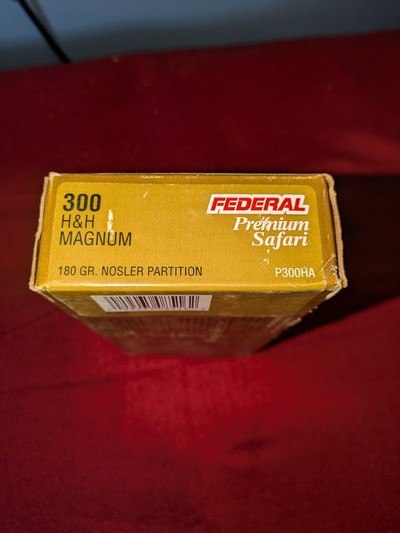 300
H&H
MAGNUM
180 GR. NOSLER PARTITION
FEDERAL
Premium
Safari
P300HA